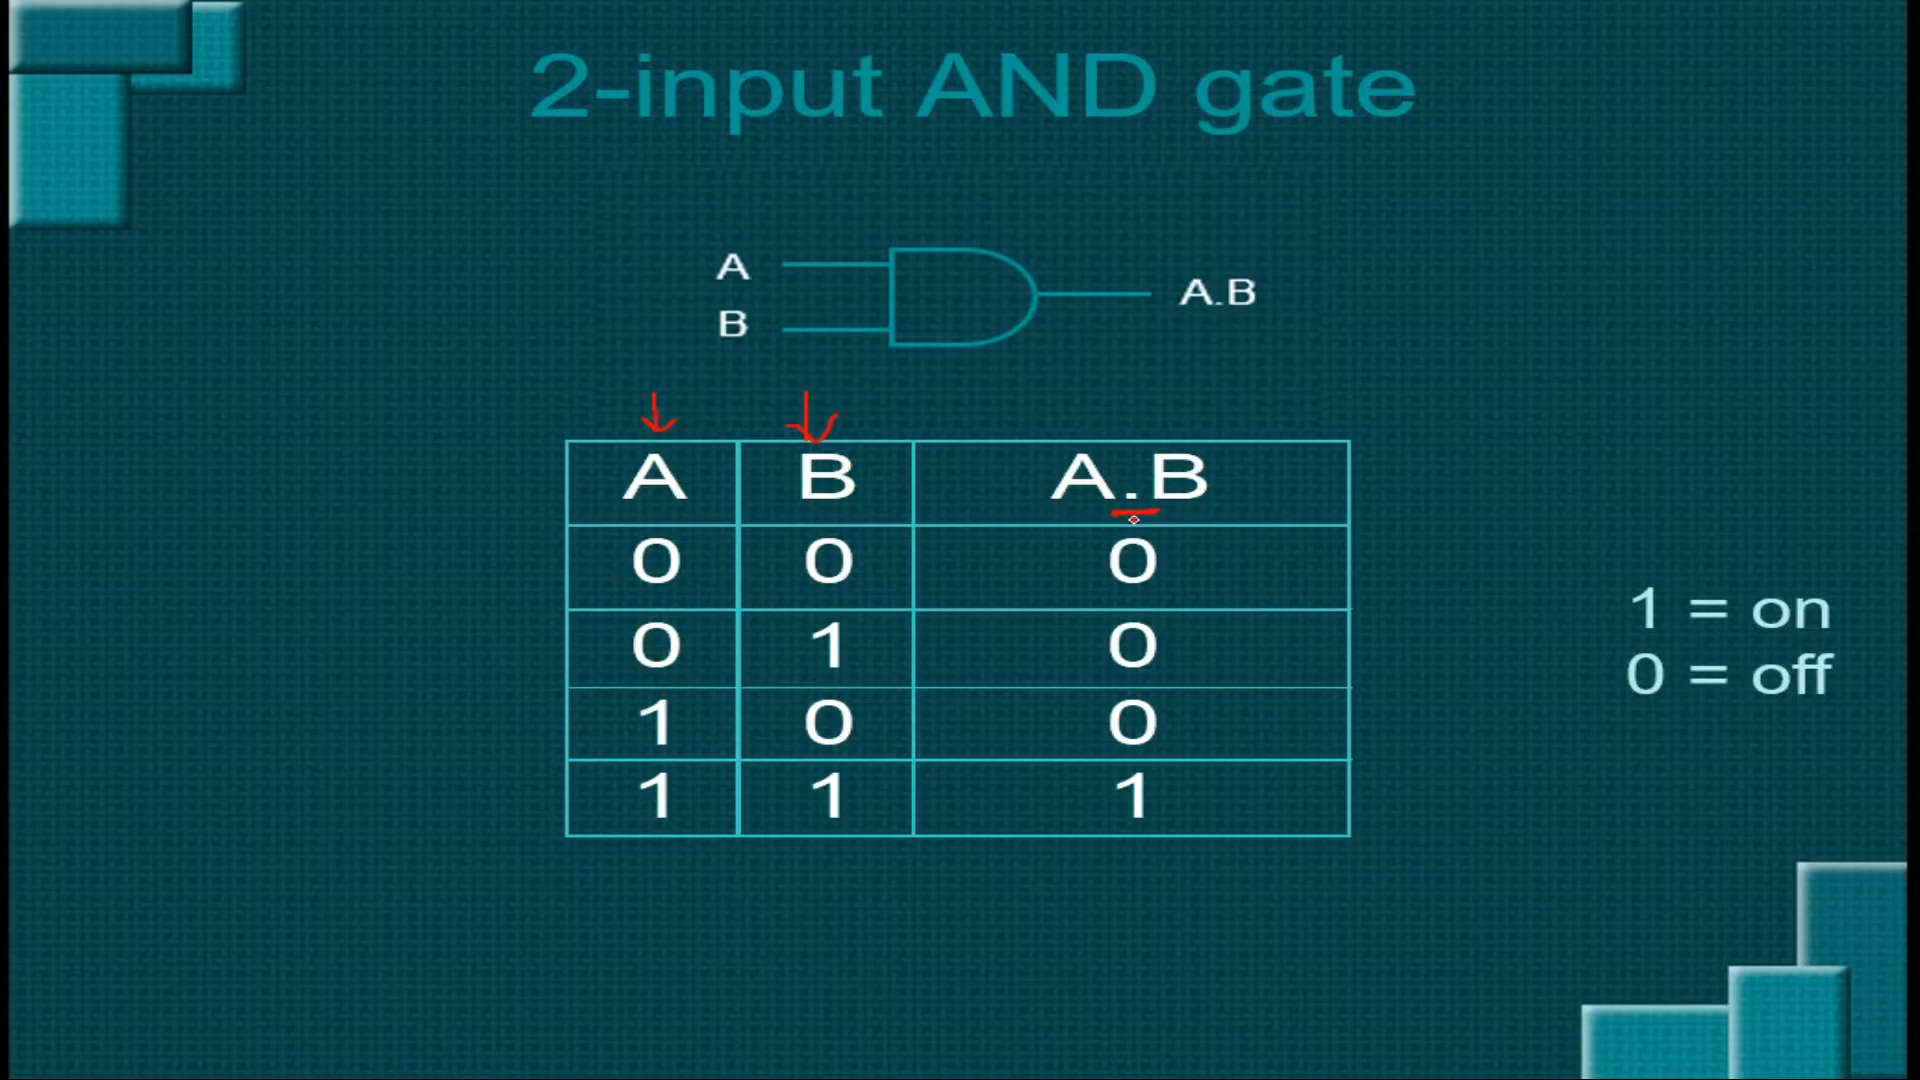 2-input AND gate
A
B
A.B
A B A.B
0 0 0
0 1 0
1 0 0
1 1 1
1 = on
0 = off